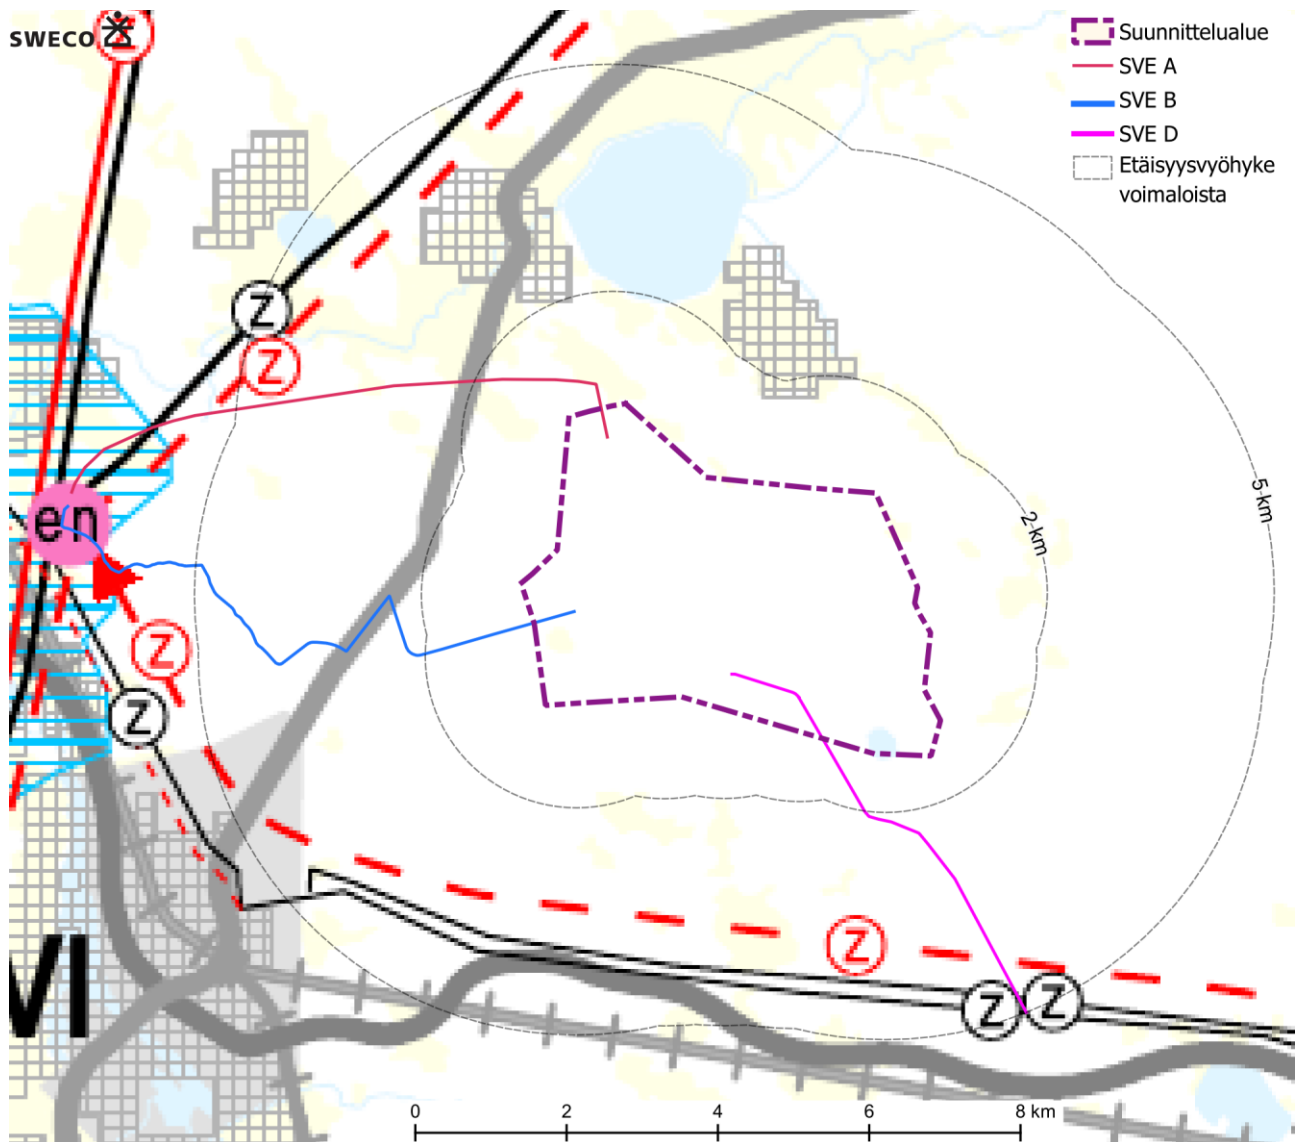 SWECO
Z
Suunnittelualue
SVE A
SVE B
SVE D
Etäisyysvyöhyke
voimaloista
Z
Z
5 km
en
2 km
Z
Z
Z
VI
Z
Z
0 2 4 6 8 km